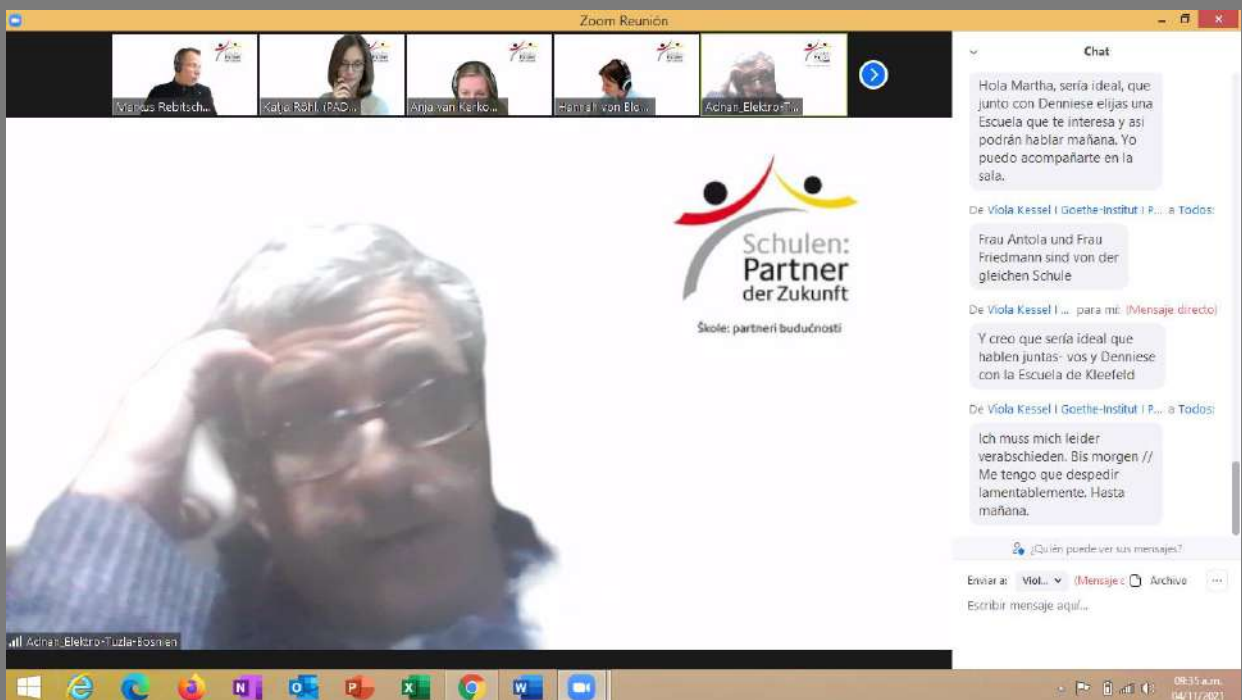 Zoom Reunión
Marcus Rebitsch...
Katja Röhl, (PAD...
Anja van Kerko...
Hannah von Blo...
Adnan_Elektro-T...
Schulen:
Partner
der Zukunft
Škole: partneri budućnosti
Adnan_Elektro-Tuzla-Bosnien
Chat
Hola Martha, sería ideal, que
junto con Denniese elijas una
Escuela que te interesa y asi
podrán hablar mañana. Yo
puedo acompañarte en la
sala.
De Viola Kessel I Goethe-Institut I P... a Todos:
Frau Antola und Frau
Friedmann sind von der
gleichen Schule
De Viola Kessel I ... para mí: (Mensaje directo)
Y creo que sería ideal que
hablen juntas- vos y Denniese
con la Escuela de Kleefeld
De Viola Kessel I Goethe-Institut I P... a Todos:
Ich muss mich leider
verabschieden. Bis morgen //
Me tengo que despedir
lamentablemente. Hasta
mañana.
¿Quién puede ver sus mensajes?
Enviar a: Viol... (Mensaje c Archivo ...
Escribir mensaje aquí...
09:35 a.m.
04/11/2021